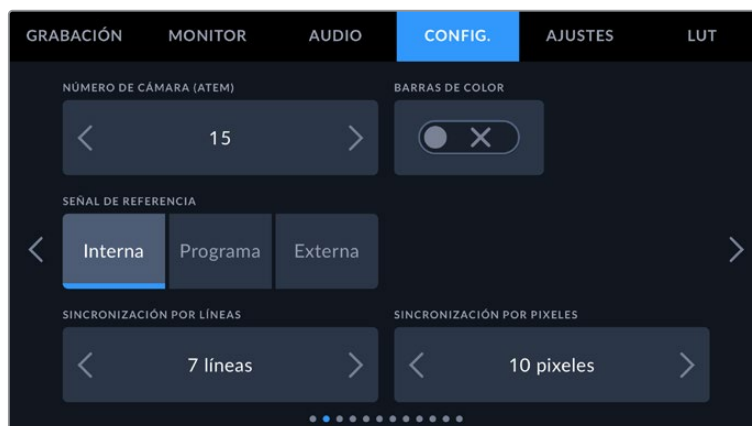 GRABACIÓN MONITOR AUDIO CONFIG. AJUSTES LUT
NÚMERO DE CÁMARA (ATEM) BARRAS DE COLOR
15
SEÑAL DE REFERENCIA
Interna Programa Externa
SINCRONIZACIÓN POR LÍNEAS SINCRONIZACIÓN POR PIXELES
7 líneas 10 pixeles